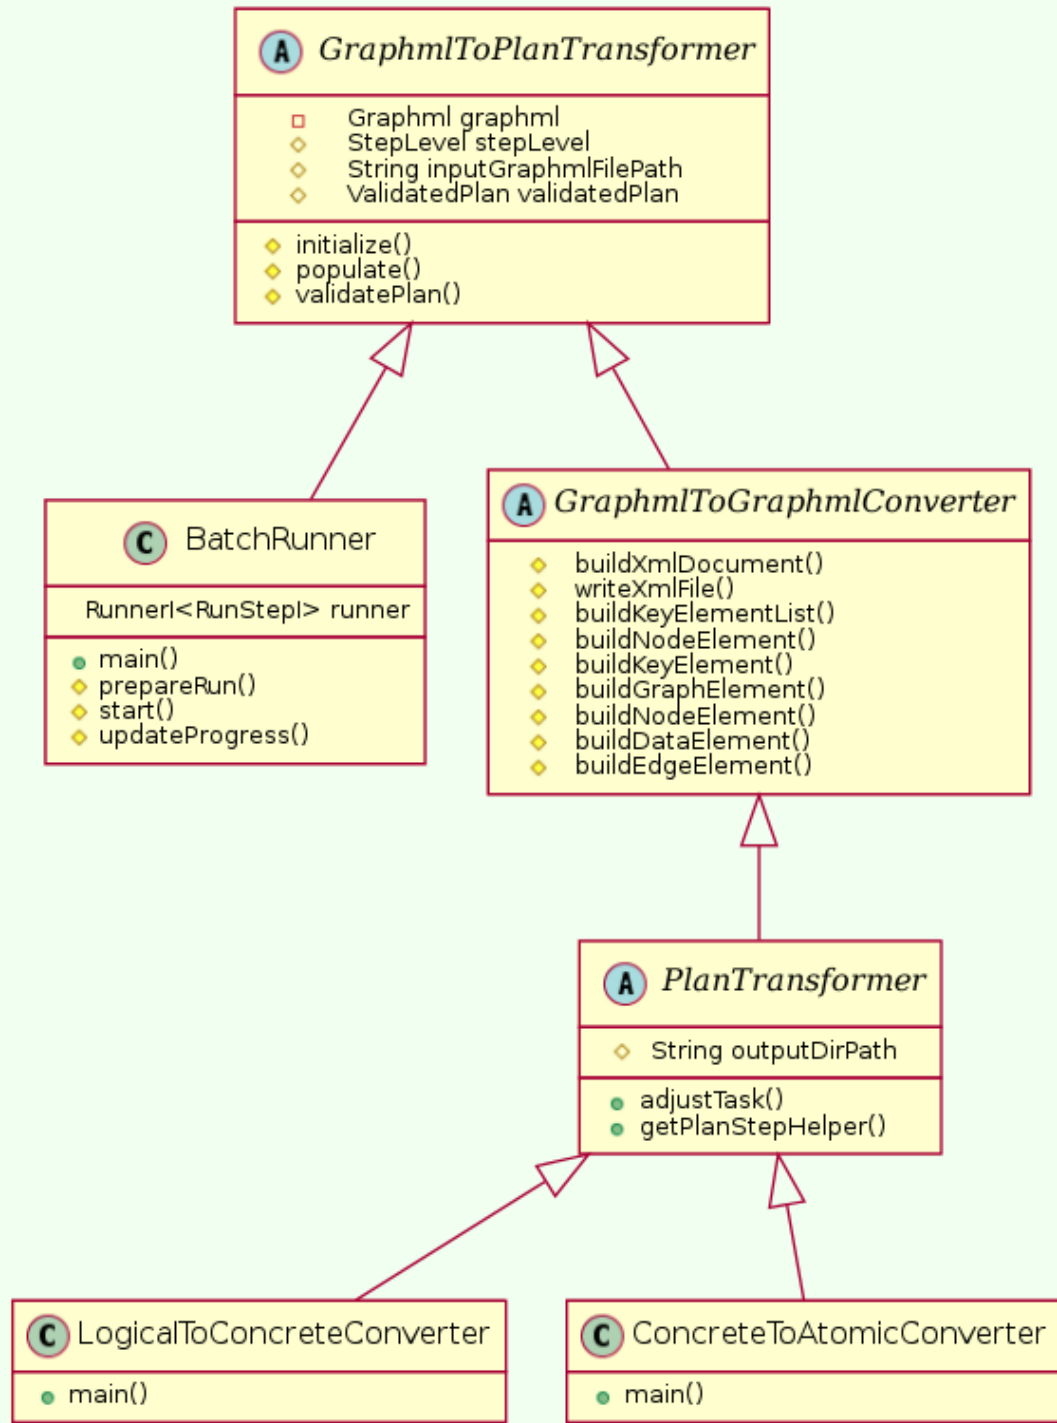 A GraphmlToPlanTransformer
Graphml graphml
StepLevel stepLevel
String inputGraphmlFilePath
ValidatedPlan validatedPlan
initialize()
populate()
validatePlan()
C BatchRunner
RunnerI<RunStepI> runner
main()
prepareRun()
start()
updateProgress()
A GraphmlToGraphmlConverter
buildXmlDocument()
writeXmlFile()
buildKeyElementList()
buildNodeElement()
buildKeyElement()
buildGraphElement()
buildNodeElement()
buildDataElement()
buildEdgeElement()
A PlanTransformer
String outputDirPath
adjustTask()
getPlanStepHelper()
C LogicalToConcreteConverter
main()
C ConcreteToAtomicConverter
main()